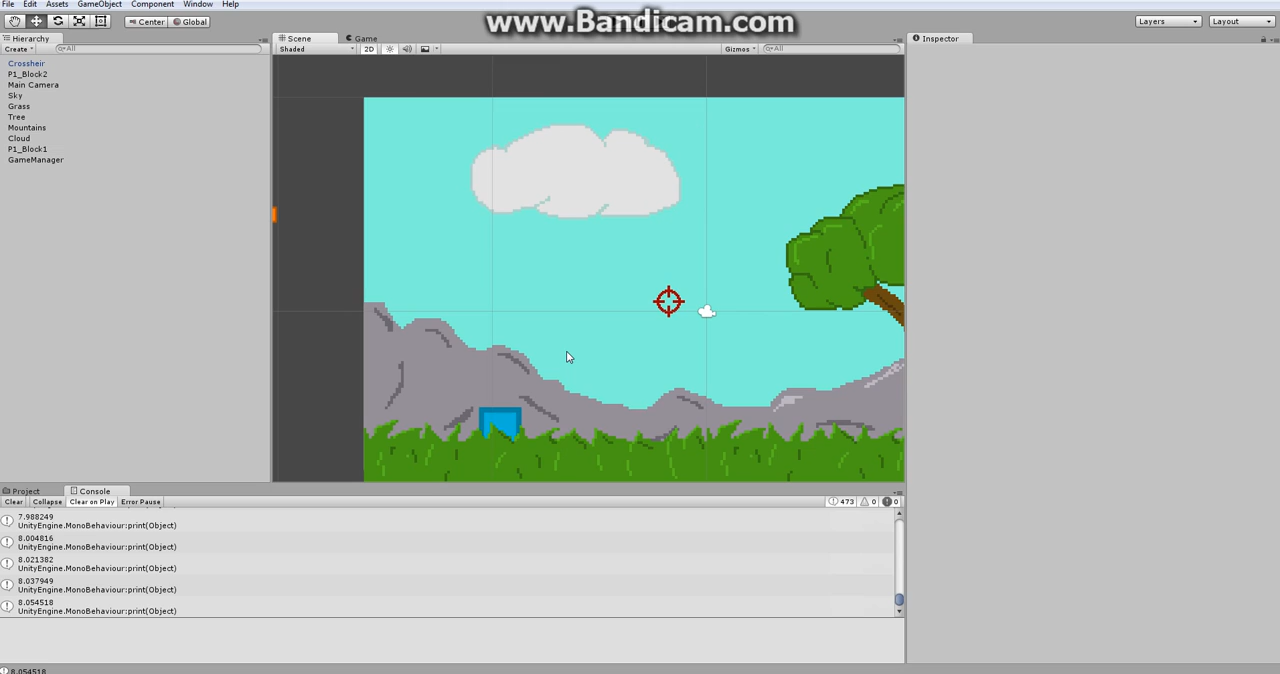 www.Bandicam.com
File Edit Assets GameObject Component Window Help
Center Global Layers Layout
Hierarchy Scene Game Inspector
Create All Shaded 2D Gizmos All
Crossheir
P1_Block2
Main Camera
Sky
Grass
Tree
Mountains
Cloud
P1_Block1
GameManager
Project Console
Clear Collapse Clear on Play Error Pause 473 0 0
7.988249
UnityEngine.MonoBehaviour:print(Object)
8.004816
UnityEngine.MonoBehaviour:print(Object)
8.021382
UnityEngine.MonoBehaviour:print(Object)
8.037949
UnityEngine.MonoBehaviour:print(Object)
8.054518
UnityEngine.MonoBehaviour:print(Object)
8.054518